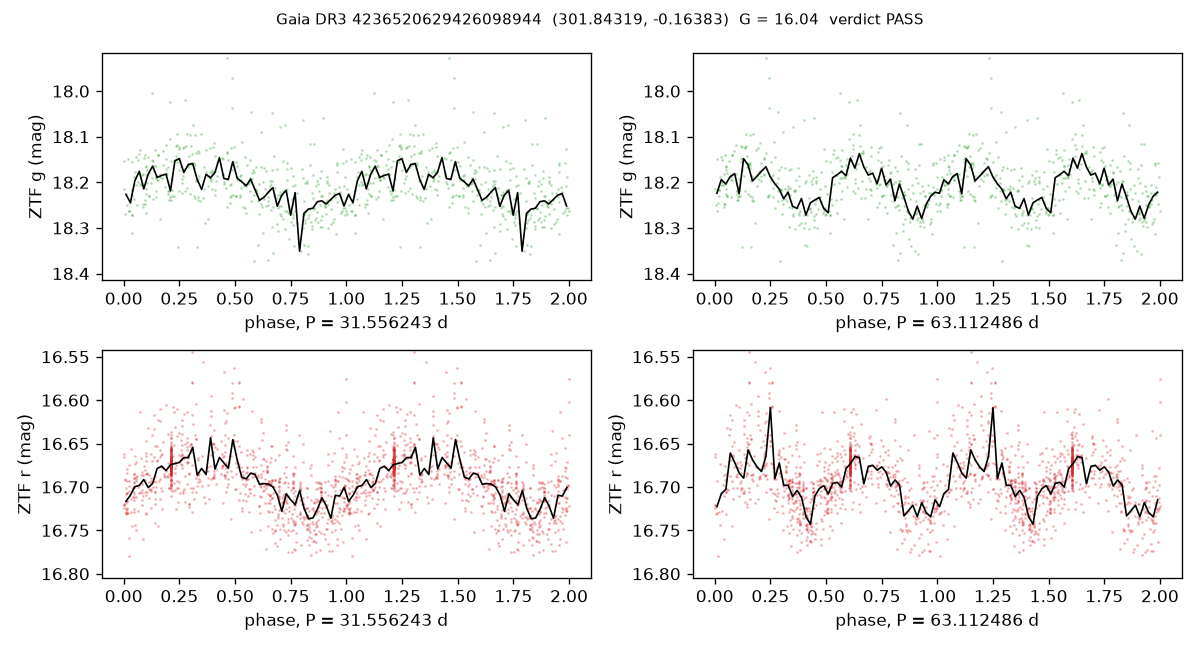 Gaia DR3 4236520629426098944 (301.84319, -0.16383) G = 16.04 verdict PASS
ZTF g (mag)
18.0
18.1
18.2
18.3
18.4
0.00 0.25 0.50 0.75 1.00 1.25 1.50 1.75 2.00
phase, P = 31.556243 d
ZTF g (mag)
18.0
18.1
18.2
18.3
18.4
0.00 0.25 0.50 0.75 1.00 1.25 1.50 1.75 2.00
phase, P = 63.112486 d
ZTF r (mag)
16.55
16.60
16.65
16.70
16.75
16.80
0.00 0.25 0.50 0.75 1.00 1.25 1.50 1.75 2.00
phase, P = 31.556243 d
ZTF r (mag)
16.55
16.60
16.65
16.70
16.75
16.80
0.00 0.25 0.50 0.75 1.00 1.25 1.50 1.75 2.00
phase, P = 63.112486 d